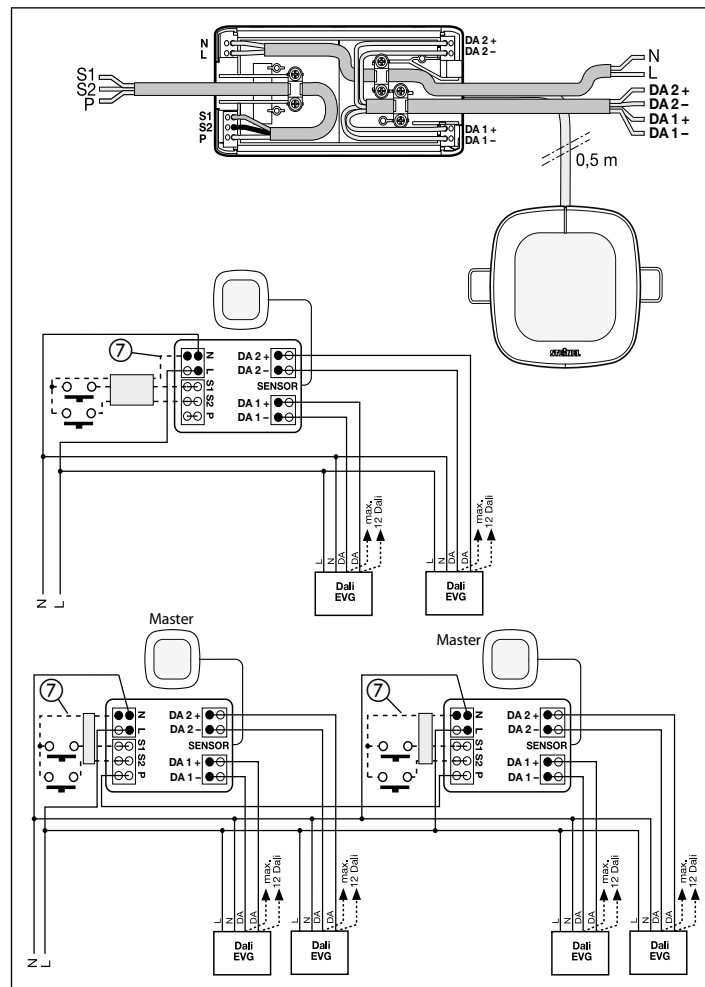 N
L
DA 2 +
DA 2 –
N
L
S1
S2
P
DA 2 +
DA 2 –
DA 1 +
DA 1 –
S1
S2
P
DA 1 +
DA 1 –
0,5 m
STEINEL
7
N
L
S1
S2
P
DA 2 +
DA 2 –
SENSOR
DA 1 +
DA 1 –
L
N
DA
DA
max.
12 Dali
L
N
DA
DA
max.
12 Dali
Dali
EVG
Dali
EVG
N
L
Master
Master
7
N
L
S1
S2
P
DA 2 +
DA 2 –
SENSOR
DA 1 +
DA 1 –
7
N
L
S1
S2
P
DA 2 +
DA 2 –
SENSOR
DA 1 +
DA 1 –
L
N
DA
DA
max.
12 Dali
L
N
DA
DA
max.
12 Dali
L
N
DA
DA
max.
12 Dali
L
N
DA
DA
max.
12 Dali
Dali
EVG
Dali
EVG
Dali
EVG
Dali
EVG
N
L